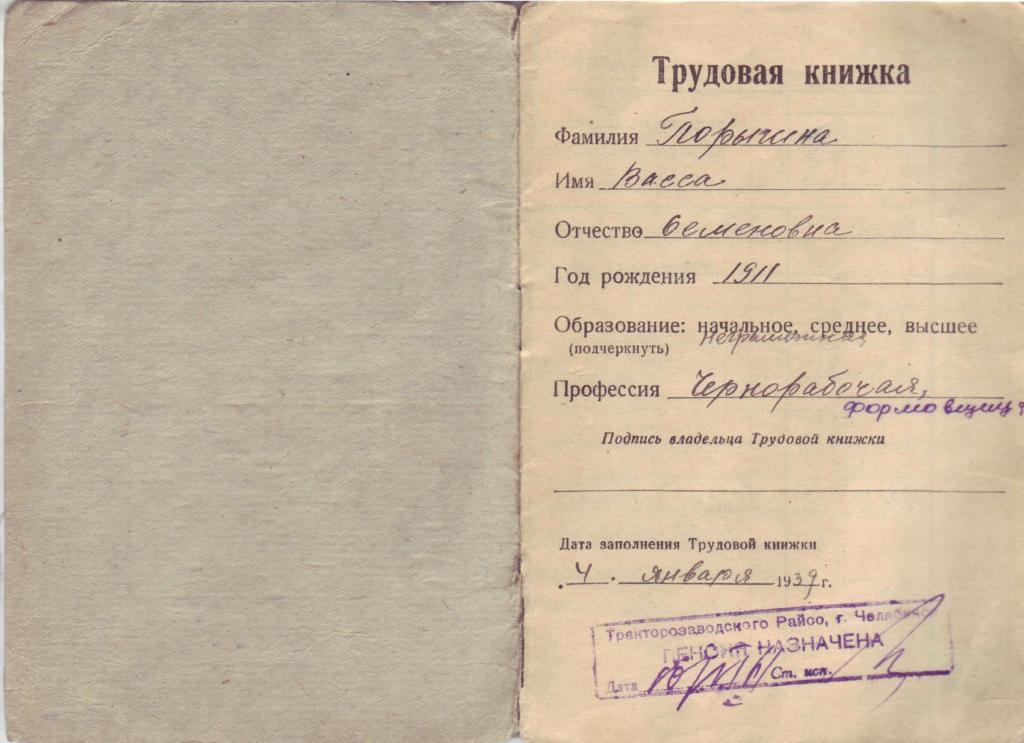 Трудовая книжка
Фамилия Порычина
Имя Васса
Отчество Семеновна
Год рождения 1911
Образование: начальное, среднее, высшее
(подчеркнуть) Неграмотная
Профессия Чернорабочая,
формовщица
Подпись владельца Трудовой книжки
Дата заполнения Трудовой книжки
4. января 1939 г.
Тракторозаводского Райсо, г. Челябинск
ПЕНСИЯ НАЗНАЧЕНА
Дата Ст. исп.